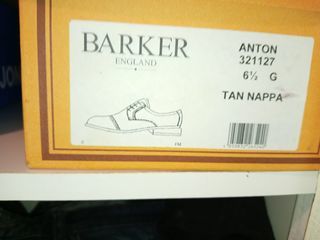 BARKER
ENGLAND
ANTON
321127
6½ G
TAN NAPPA